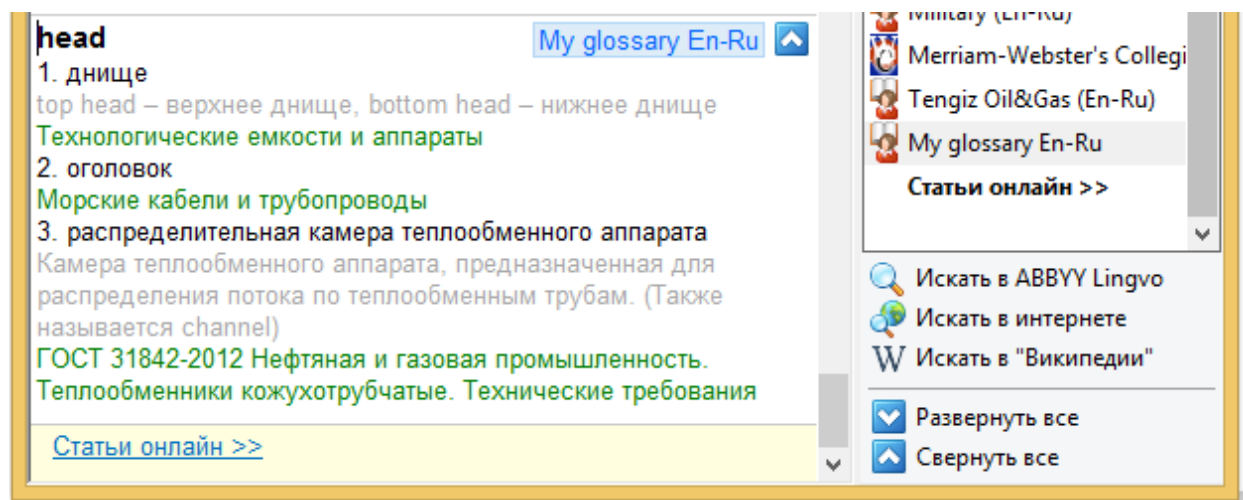 head
My glossary En-Ru
1. днище
top head – верхнее днище, bottom head – нижнее днище
Технологические емкости и аппараты
2. оголовок
Морские кабели и трубопроводы
3. распределительная камера теплообменного аппарата
Камера теплообменного аппарата, предназначенная для
распределения потока по теплообменным трубам. (Также
называется channel)
ГОСТ 31842-2012 Нефтяная и газовая промышленность.
Теплообменники кожухотрубчатые. Технические требования
Статьи онлайн >>
Military (En-Ru)
Merriam-Webster's Collegi
Tengiz Oil&Gas (En-Ru)
My glossary En-Ru
Статьи онлайн >>
Искать в ABBYY Lingvo
Искать в интернете
W Искать в "Википедии"
Развернуть все
Свернуть все